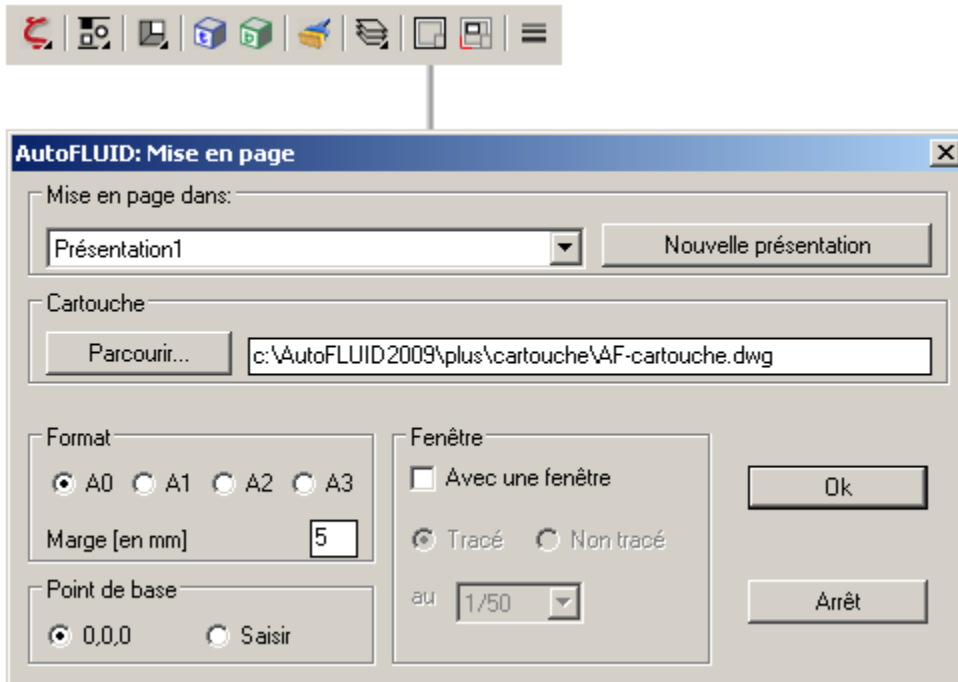 AutoFLUID: Mise en page
Mise en page dans:
Présentation1
Nouvelle présentation
Cartouche
Parcourir...
c:\AutoFLUID2009\plus\cartouche\AF-cartouche.dwg
Format
A0 A1 A2 A3
Marge [en mm] 5
Point de base
0,0,0 Saisir
Fenêtre
Avec une fenêtre
Tracé Non tracé
au 1/50
Ok
Arrêt